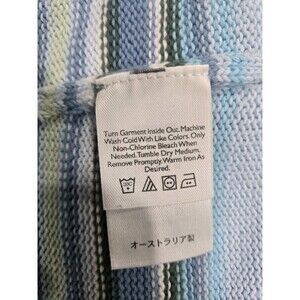 Turn Garment Inside Out. Machine
Wash Cold With Like Colors. Only
Non-Chlorine Bleach When
Needed. Tumble Dry Medium.
Remove Promptly. Warm Iron As
Desired.
オーストラリア製